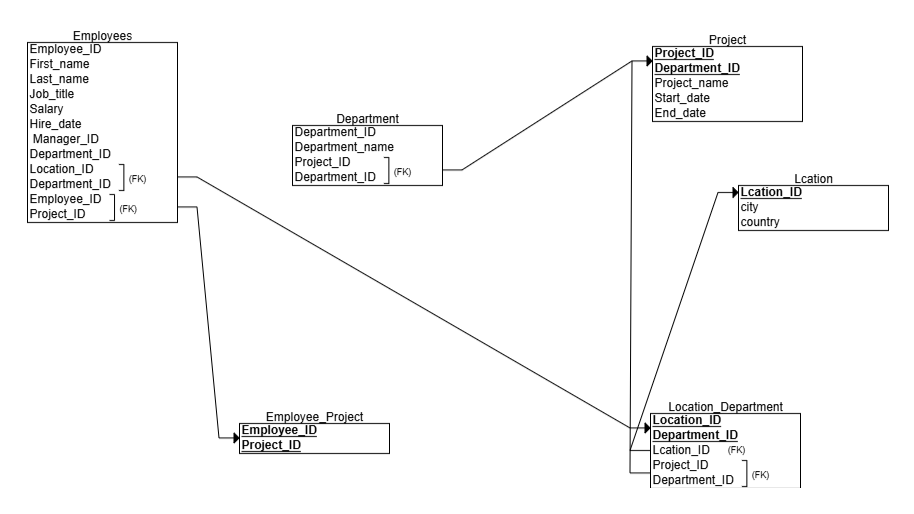 Employees
Employee_ID
First_name
Last_name
Job_title
Salary
Hire_date
Manager_ID
Department_ID
Location_ID
Department_ID
(FK)
Employee_ID
Project_ID
(FK)
Department
Department_ID
Department_name
Project_ID
Department_ID
(FK)
Project
Project_ID
Department_ID
Project_name
Start_date
End_date
Lcation
Lcation_ID
city
country
Employee_Project
Employee_ID
Project_ID
Location_Department
Location_ID
Department_ID
Lcation_ID (FK)
Project_ID
Department_ID
(FK)